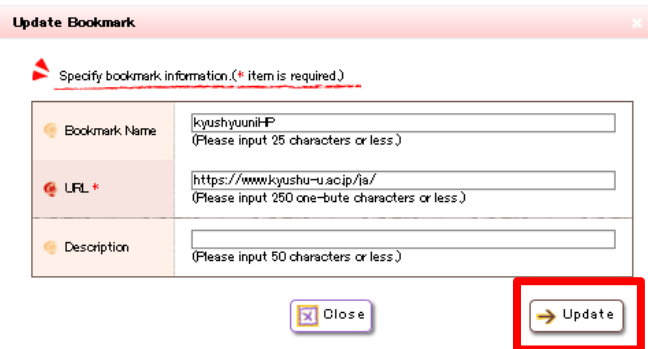 Update Bookmark
Specify bookmark information.(* item is required.)
Bookmark Name
kyushyuuniHP
(Please input 25 characters or less.)
URL *
https://www.kyushu-u.ac.jp/ja/
(Please input 250 one-bute characters or less.)
Description
(Please input 50 characters or less.)
Close
Update